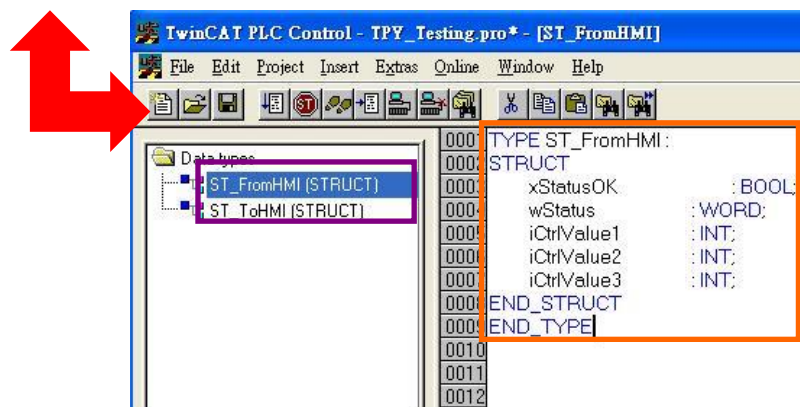 TwinCAT PLC Control - TPY_Testing.pro* - [ST_FromHMI]
File Edit Project Insert Extras Online Window Help
Data types
ST_FromHMI (STRUCT)
ST_ToHMI (STRUCT)
0001 TYPE ST_FromHMI :
0002 STRUCT
0003 xStatusOK : BOOL;
0004 wStatus : WORD;
0005 iCtrlValue1 : INT;
0006 iCtrlValue2 : INT;
0007 iCtrlValue3 : INT;
0008 END_STRUCT
0009 END_TYPE
0010
0011
0012